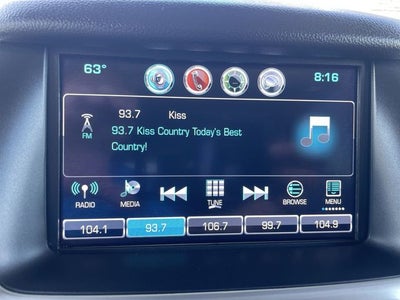 63° 8:16
93.7 Kiss
93.7 Kiss Country Today's Best
Country!
FM
RADIO MEDIA TUNE BROWSE MENU
104.1 93.7 106.7 99.7 104.9